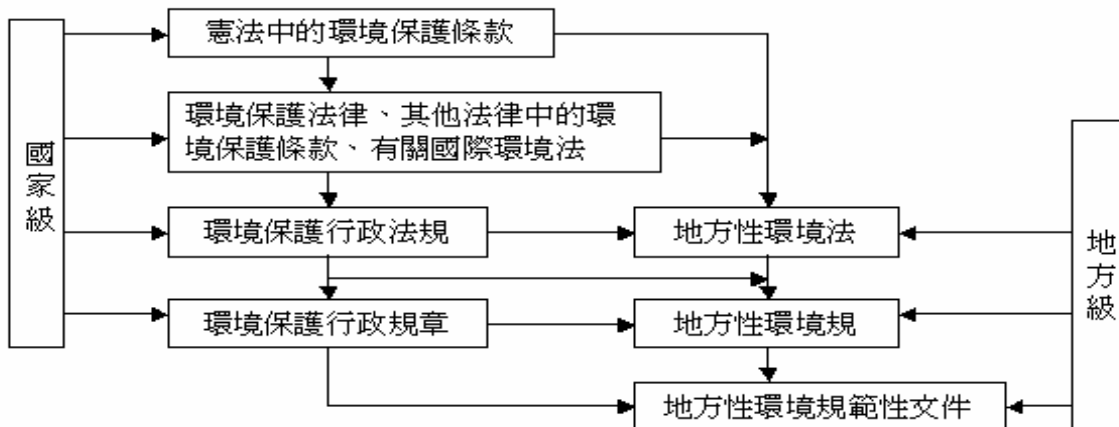 國家級
憲法中的環境保護條款
環境保護法律、其他法律中的環
境保護條款、有關國際環境法
環境保護行政法規
地方性環境法
環境保護行政規章
地方性環境規
地方性環境規範性文件
地方級